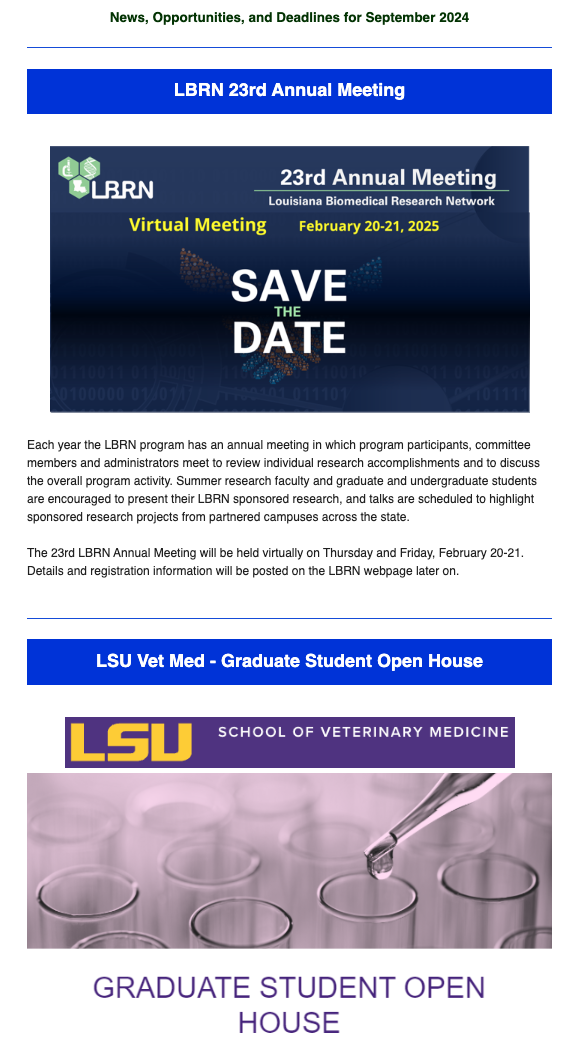 News, Opportunities, and Deadlines for September 2024
LBRN 23rd Annual Meeting
LBRN
23rd Annual Meeting
Louisiana Biomedical Research Network
Virtual Meeting February 20-21, 2025
SAVE
THE
DATE
Each year the LBRN program has an annual meeting in which program participants, committee
members and administrators meet to review individual research accomplishments and to discuss
the overall program activity. Summer research faculty and graduate and undergraduate students
are encouraged to present their LBRN sponsored research, and talks are scheduled to highlight
sponsored research projects from partnered campuses across the state.
The 23rd LBRN Annual Meeting will be held virtually on Thursday and Friday, February 20-21.
Details and registration information will be posted on the LBRN webpage later on.
LSU Vet Med - Graduate Student Open House
LSU SCHOOL OF VETERINARY MEDICINE
GRADUATE STUDENT OPEN
HOUSE